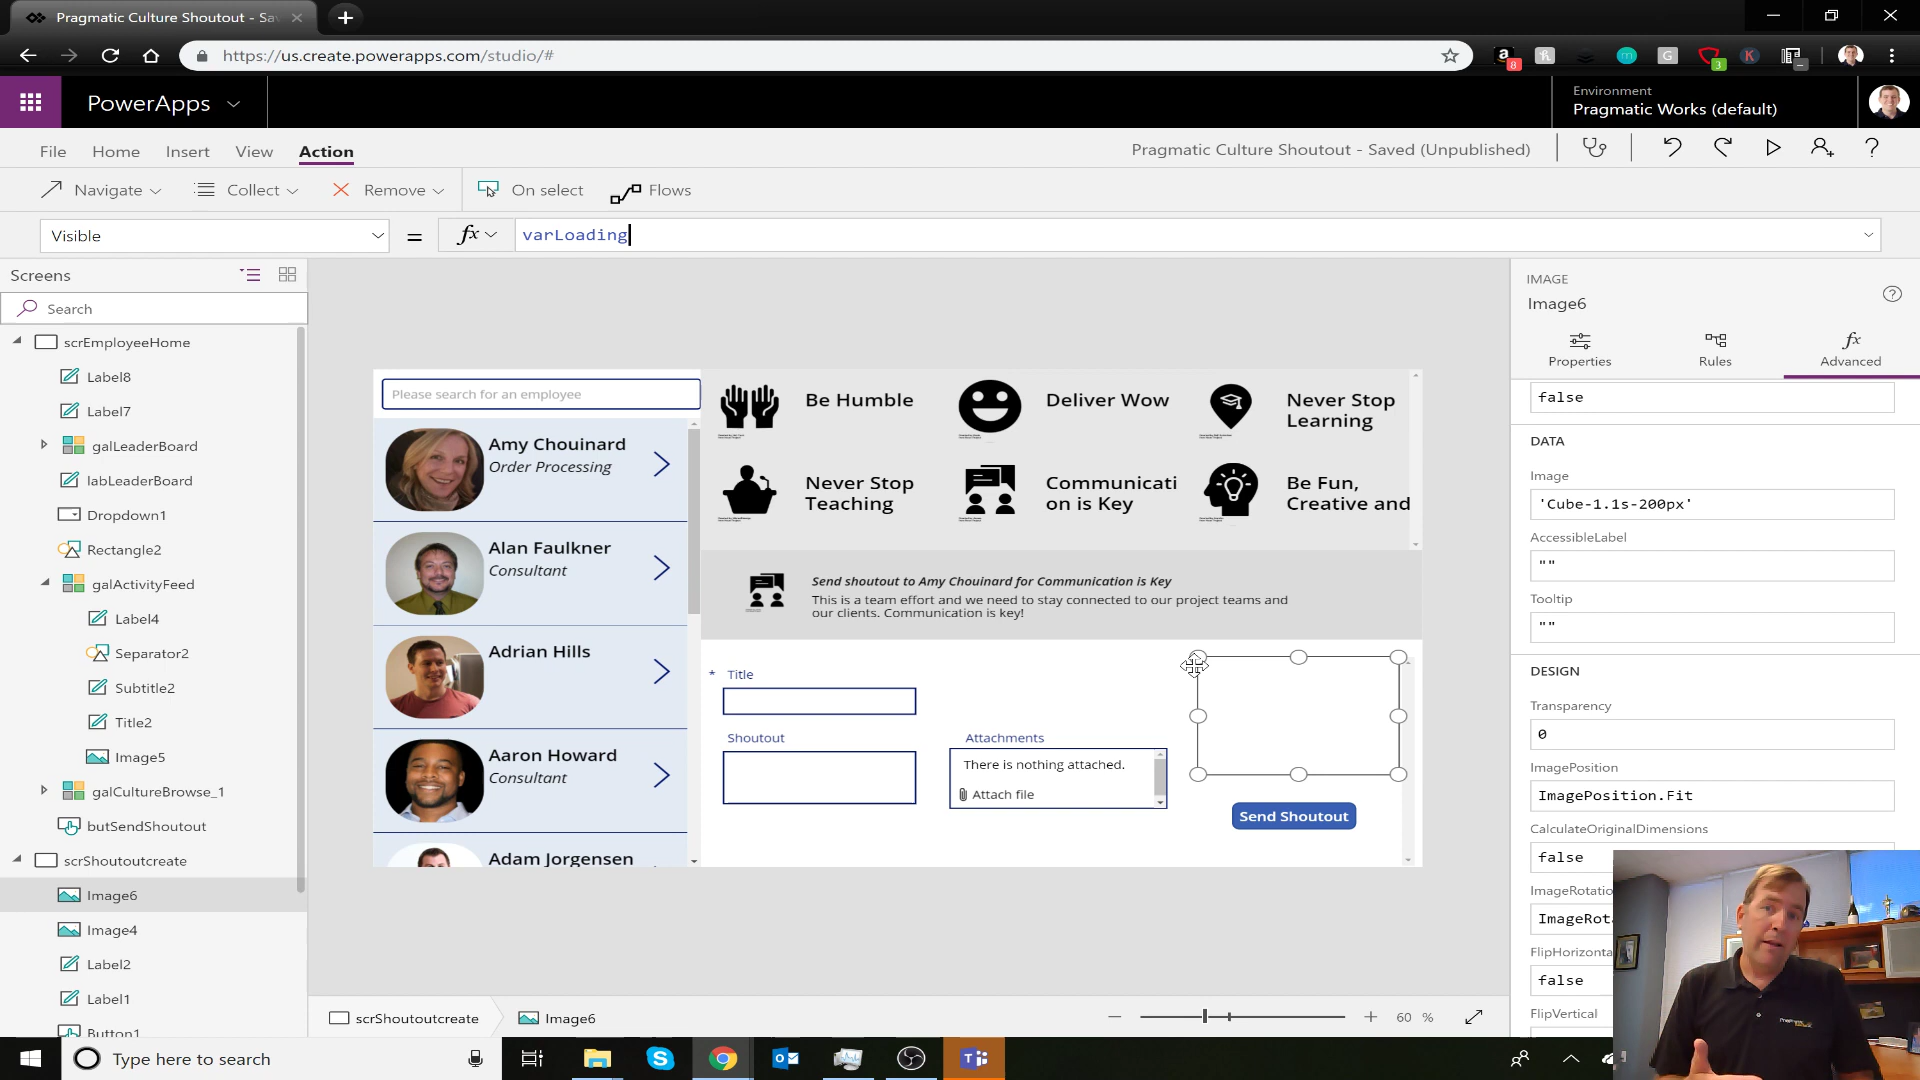 Pragmatic Culture Shoutout - Sav
https://us.create.powerapps.com/studio/#
PowerApps
Environment
Pragmatic Works (default)
File Home Insert View Action
Pragmatic Culture Shoutout - Saved (Unpublished)
Navigate Collect Remove On select Flows
Visible = fx varLoading
Screens
Search
scrEmployeeHome
Label8
Label7
galLeaderBoard
labLeaderBoard
Dropdown1
Rectangle2
galActivityFeed
Label4
Separator2
Subtitle2
Title2
Image5
galCultureBrowse_1
butSendShoutout
scrShoutoutcreate
Image6
Image4
Label2
Label1
Button1
Please search for an employee
Amy Chouinard
Order Processing
Alan Faulkner
Consultant
Adrian Hills
Aaron Howard
Consultant
Adam Jorgensen
Be Humble
Deliver Wow
Never Stop
Learning
Never Stop
Teaching
Communicati
on is Key
Be Fun,
Creative and
Send shoutout to Amy Chouinard for Communication is Key
This is a team effort and we need to stay connected to our project teams and
our clients. Communication is key!
* Title
Shoutout
Attachments
There is nothing attached.
Attach file
Send Shoutout
scrShoutoutcreate Image6
60 %
IMAGE
Image6
Properties Rules Advanced
false
DATA
Image
'Cube-1.1s-200px'
AccessibleLabel
""
Tooltip
""
DESIGN
Transparency
0
ImagePosition
ImagePosition.Fit
CalculateOriginalDimensions
false
ImageRotatio
ImageRot
FlipHorizonta
false
FlipVertical
Type here to search